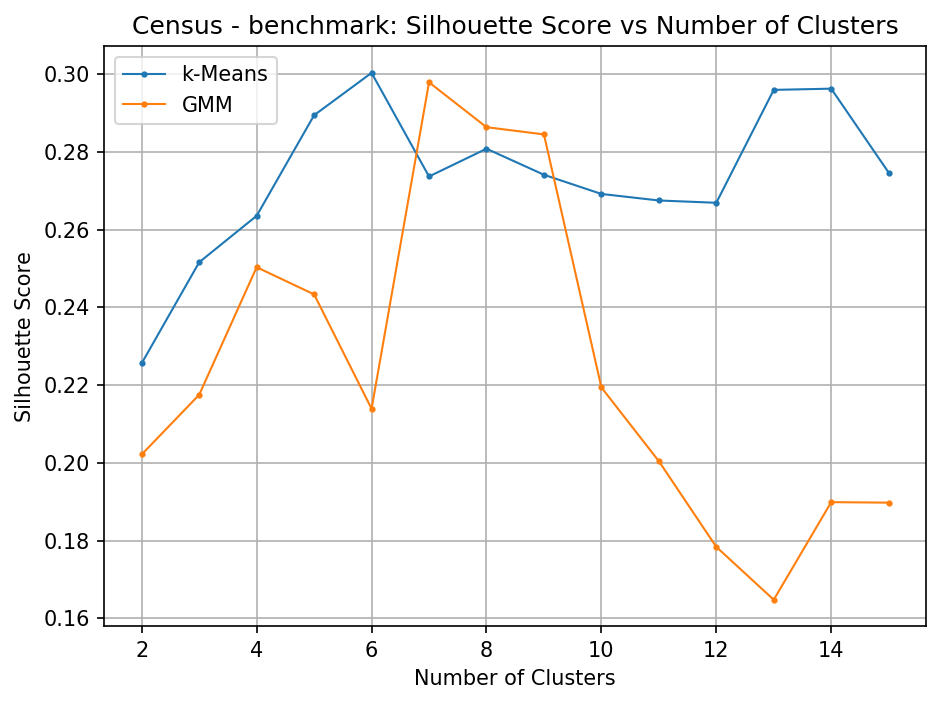 Census - benchmark: Silhouette Score vs Number of Clusters
k-Means
GMM
Silhouette Score
0.30
0.28
0.26
0.24
0.22
0.20
0.18
0.16
2 4 6 8 10 12 14
Number of Clusters